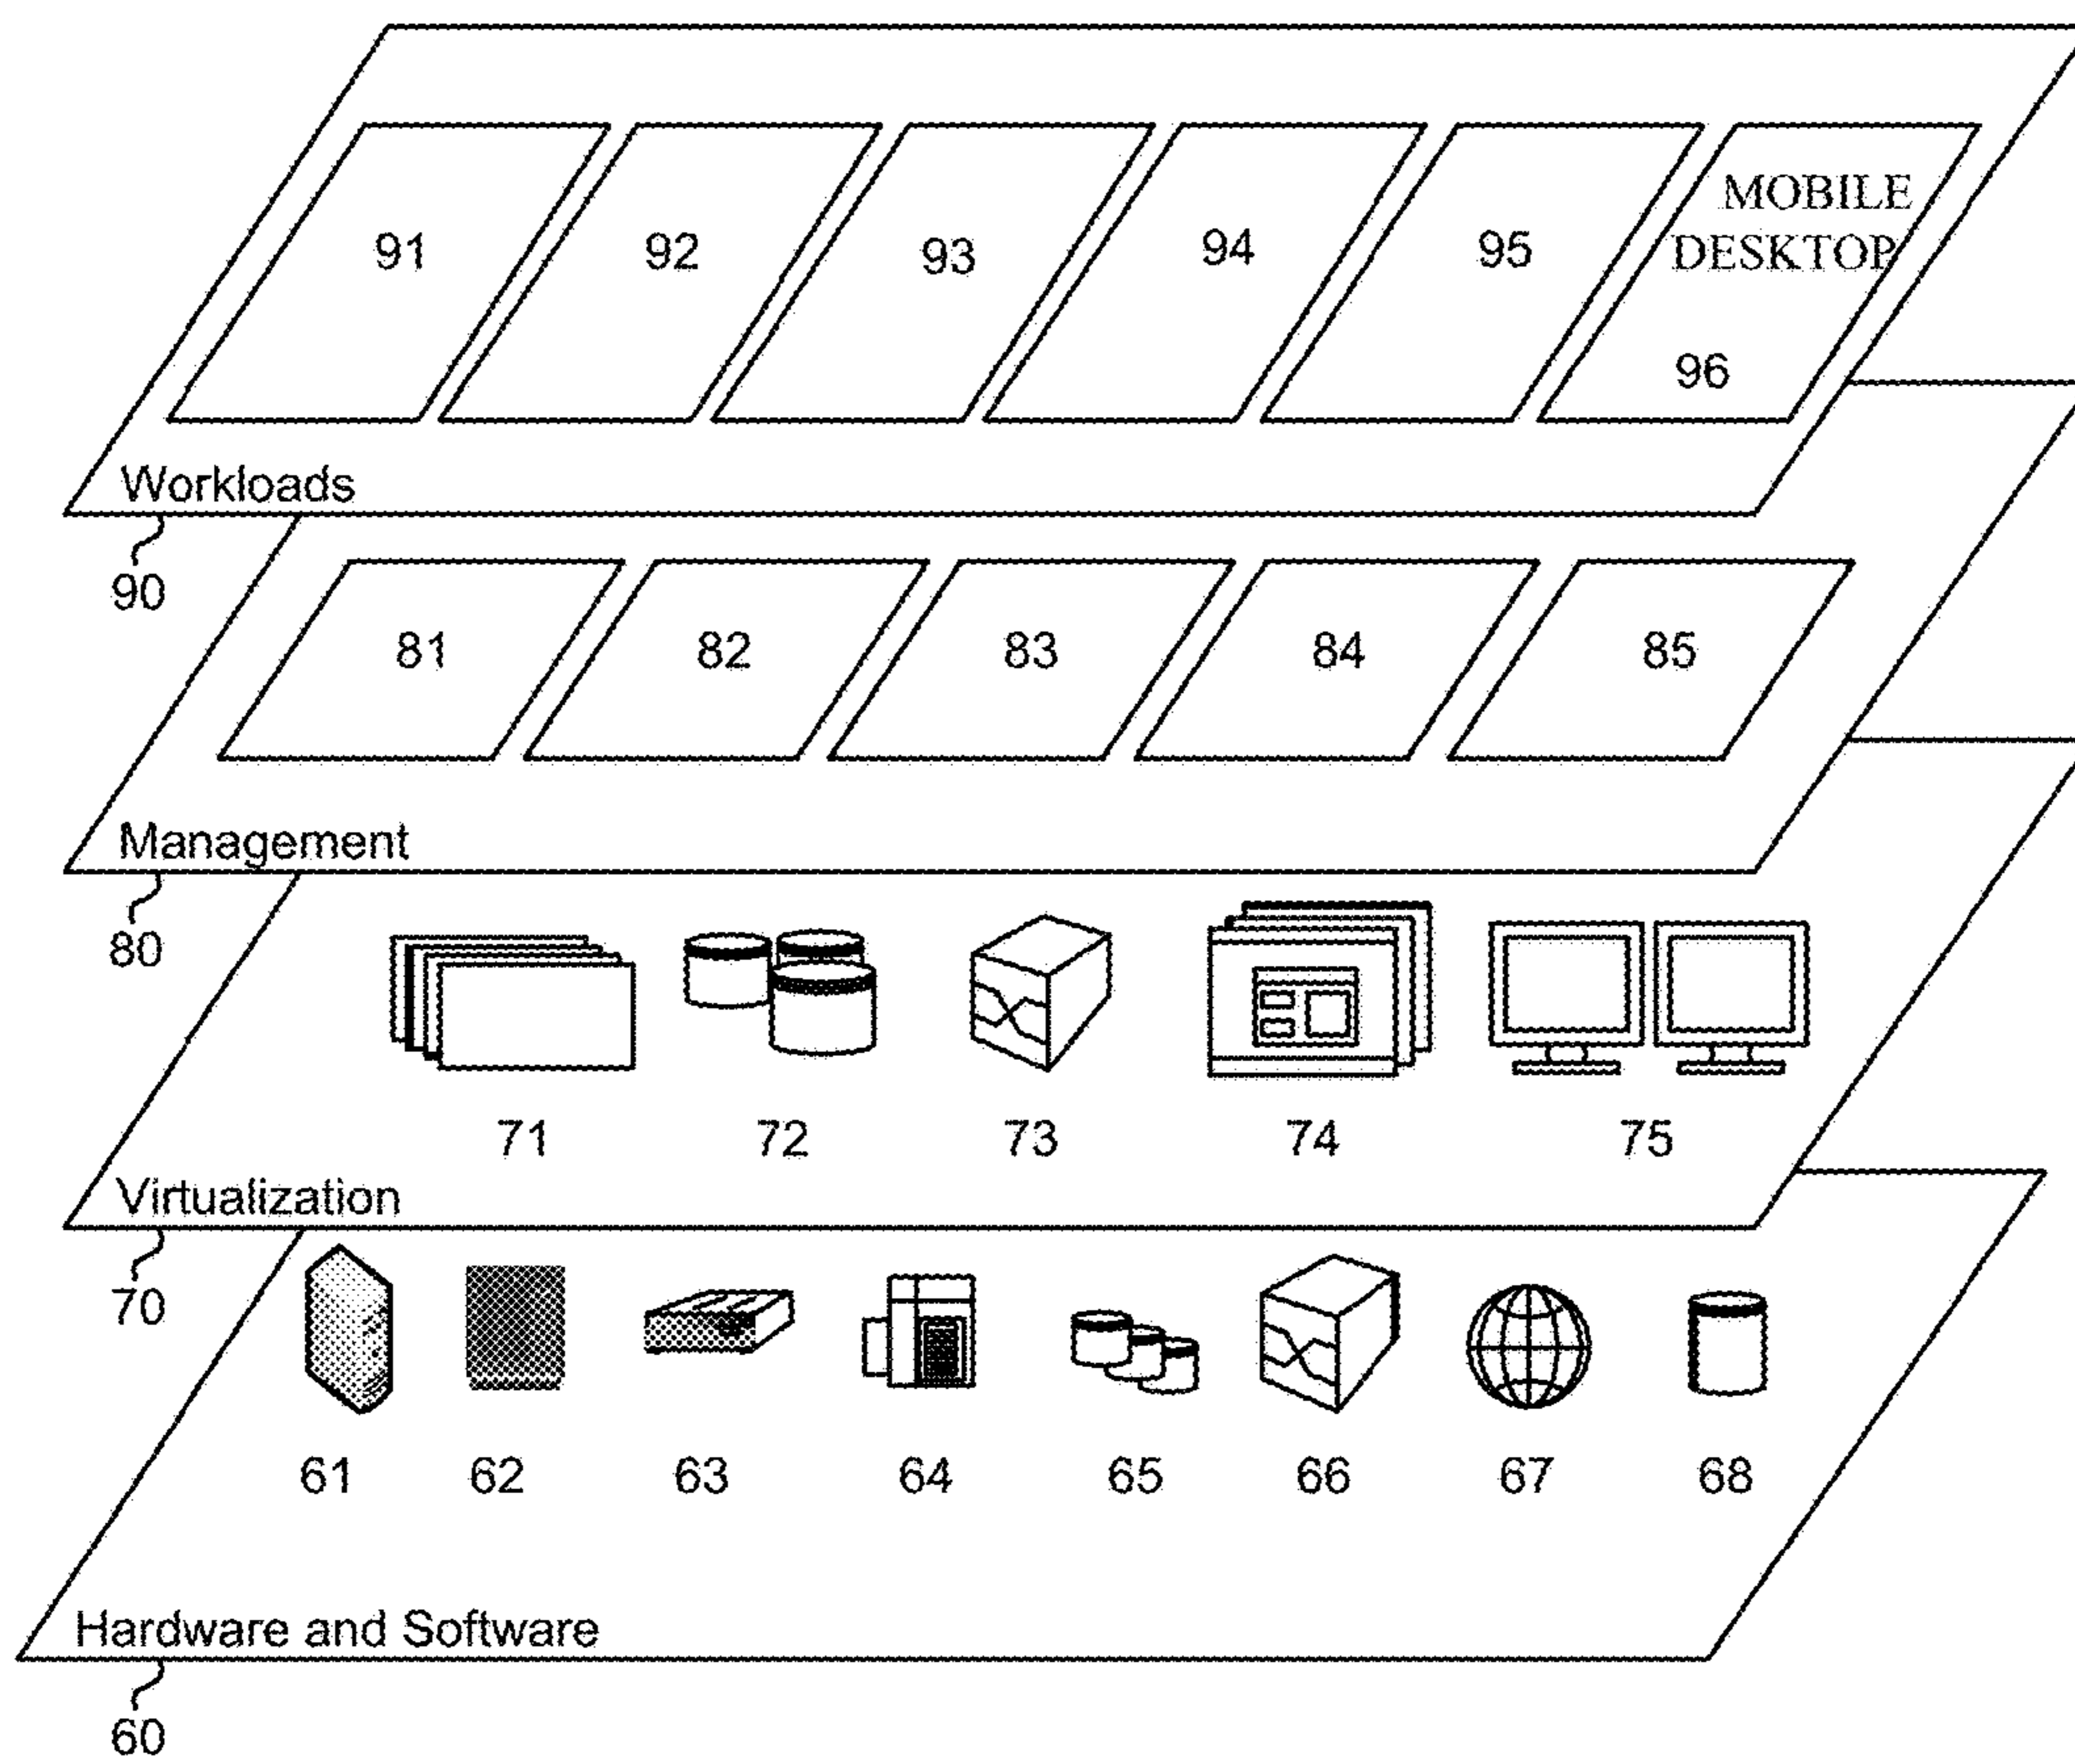 MOBILE
DESKTOP
91 92 93 94 95
96
Workloads
90
81 82 83 84 85
Management
80
71 72 73 74 75
Virtualization
70
61 62 63 64 65 66 67 68
Hardware and Software
60